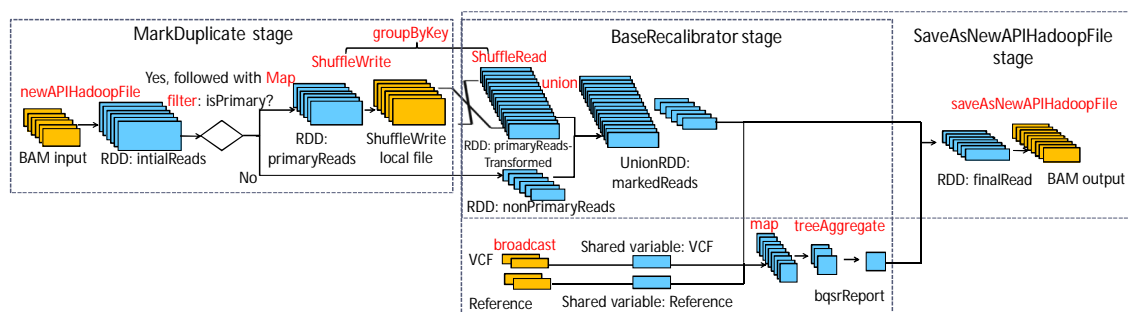 MarkDuplicate stage
groupByKey
ShuffleWrite
Yes, followed with Map
newAPIHadoopFile
filter: isPrimary?
BAM input
RDD: intialReads
RDD:
primaryReads
ShuffleWrite
local file
No
BaseRecalibrator stage
ShuffleRead
union
RDD: primaryReads-
Transformed
UnionRDD:
markedReads
RDD: nonPrimaryReads
SaveAsNewAPIHadoopFile
stage
saveAsNewAPIHadoopFile
RDD: finalRead
BAM output
VCF
broadcast
Shared variable: VCF
map
treeAggregate
Reference
Shared variable: Reference
bqsrReport